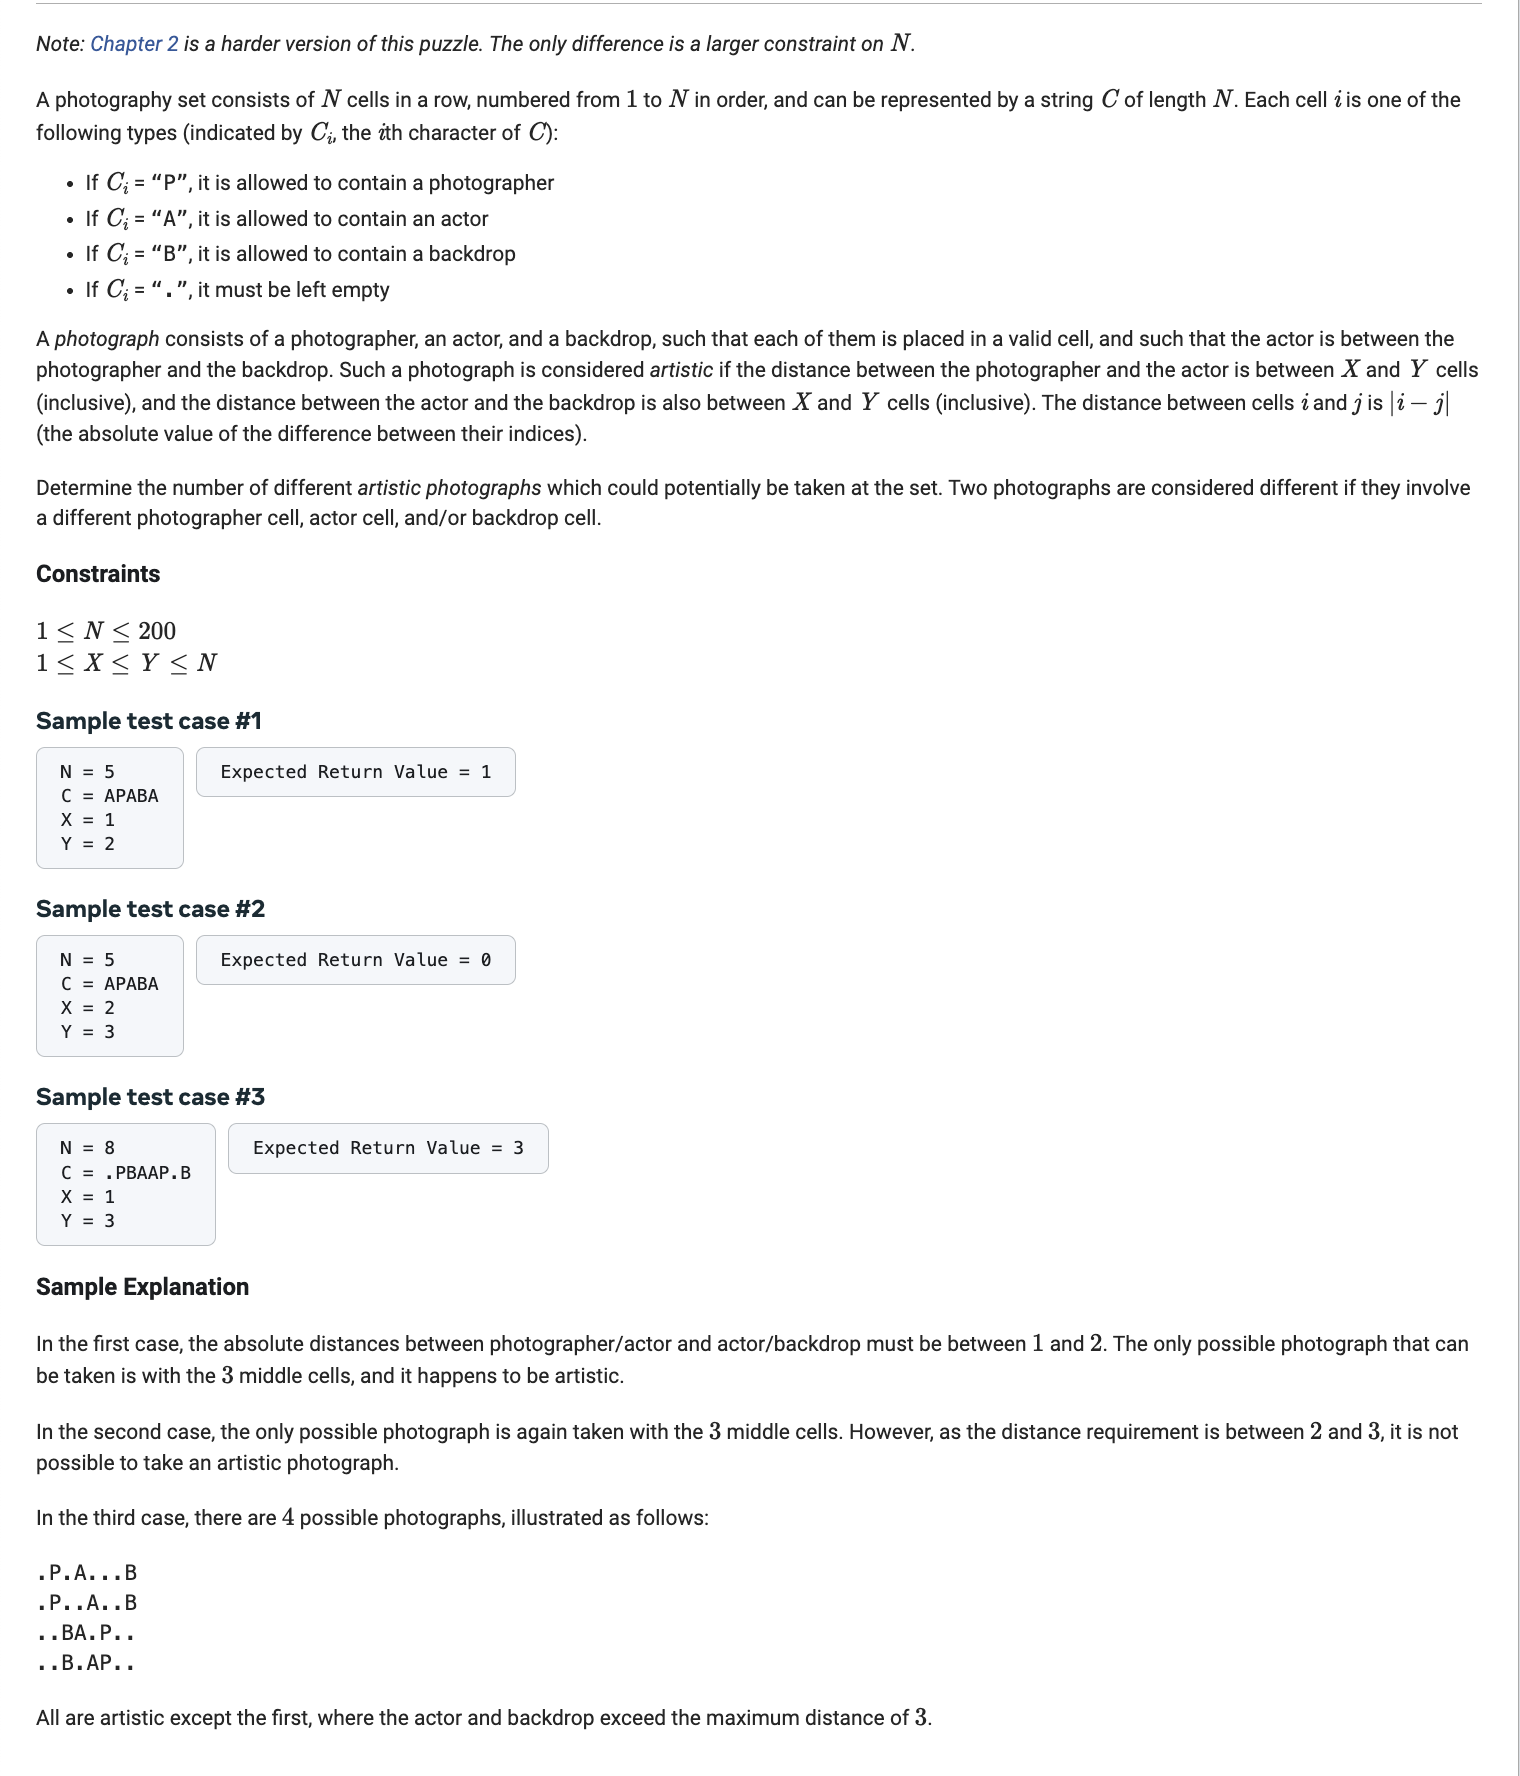 Note: Chapter 2 is a harder version of this puzzle. The only difference is a larger constraint on N.
A photography set consists of N cells in a row, numbered from 1 to N in order, and can be represented by a string C of length N. Each cell i is one of the
following types (indicated by Cᵢ, the ith character of C):
• If Cᵢ = “P”, it is allowed to contain a photographer
• If Cᵢ = “A”, it is allowed to contain an actor
• If Cᵢ = “B”, it is allowed to contain a backdrop
• If Cᵢ = “.”, it must be left empty
A photograph consists of a photographer, an actor, and a backdrop, such that each of them is placed in a valid cell, and such that the actor is between the
photographer and the backdrop. Such a photograph is considered artistic if the distance between the photographer and the actor is between X and Y cells
(inclusive), and the distance between the actor and the backdrop is also between X and Y cells (inclusive). The distance between cells i and j is |i − j|
(the absolute value of the difference between their indices).
Determine the number of different artistic photographs which could potentially be taken at the set. Two photographs are considered different if they involve
a different photographer cell, actor cell, and/or backdrop cell.
Constraints
1 ≤ N ≤ 200
1 ≤ X ≤ Y ≤ N
Sample test case #1
N = 5
C = APABA
X = 1
Y = 2
Expected Return Value = 1
Sample test case #2
N = 5
C = APABA
X = 2
Y = 3
Expected Return Value = 0
Sample test case #3
N = 8
C = .PBAAP.B
X = 1
Y = 3
Expected Return Value = 3
Sample Explanation
In the first case, the absolute distances between photographer/actor and actor/backdrop must be between 1 and 2. The only possible photograph that can
be taken is with the 3 middle cells, and it happens to be artistic.
In the second case, the only possible photograph is again taken with the 3 middle cells. However, as the distance requirement is between 2 and 3, it is not
possible to take an artistic photograph.
In the third case, there are 4 possible photographs, illustrated as follows:
.P.A...B
.P..A..B
..BA.P..
..B.AP..
All are artistic except the first, where the actor and backdrop exceed the maximum distance of 3.